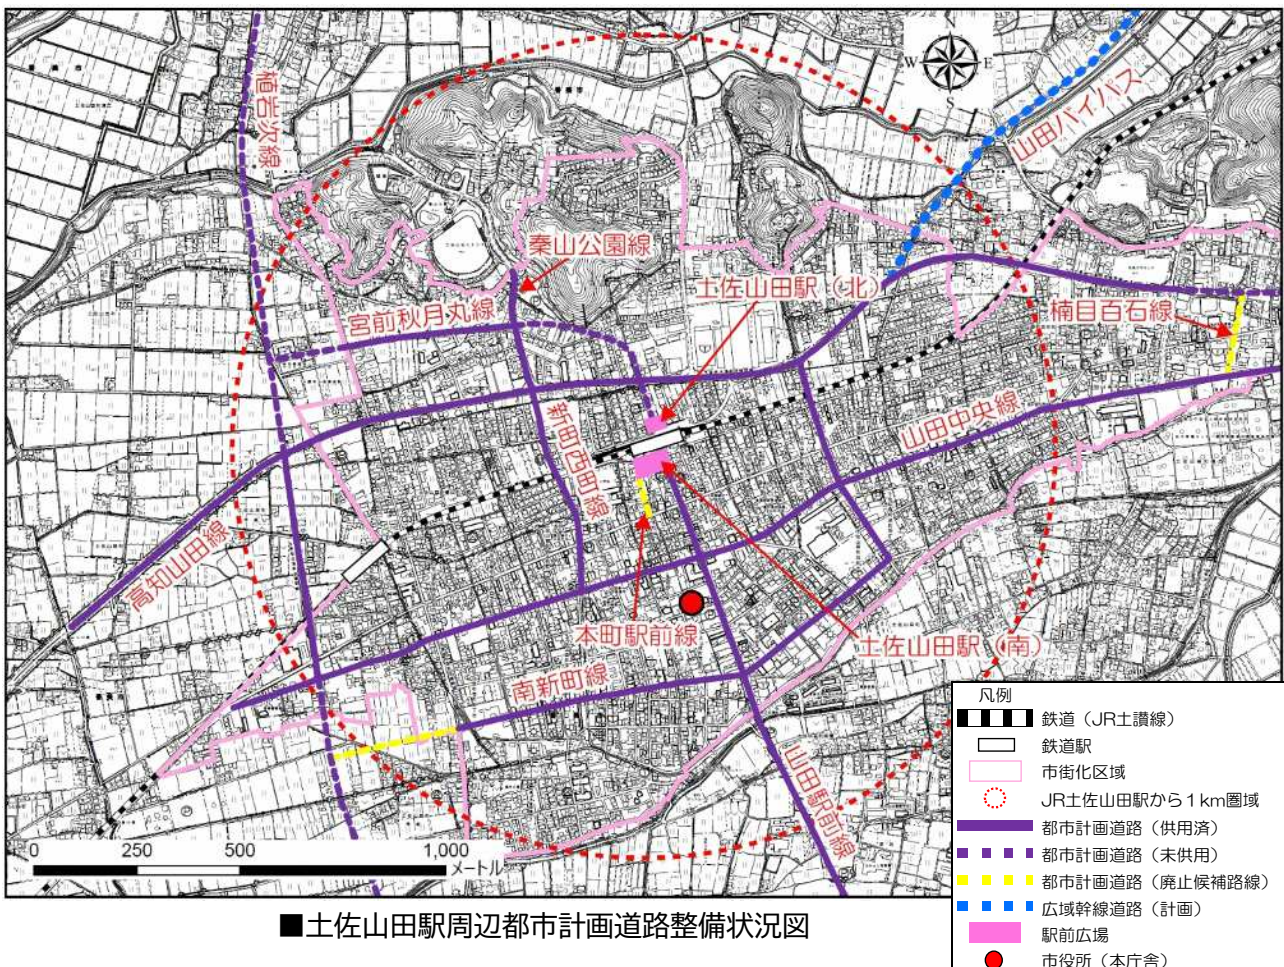 植岩次線
W
E
S
山田バイパス
秦山公園線
土佐山田駅（北）
宮前秋月丸線
楠目百石線
新町西町線
山田中央線
高知山田線
本町駅前線
土佐山田駅（南）
南新町線
山田駅前線
0 250 500 1,000
メートル
凡例
鉄道（JR土讃線）
鉄道駅
市街化区域
JR土佐山田駅から１km圏域
都市計画道路（供用済）
都市計画道路（未供用）
都市計画道路（廃止候補路線）
広域幹線道路（計画）
駅前広場
市役所（本庁舎）
■土佐山田駅周辺都市計画道路整備状況図